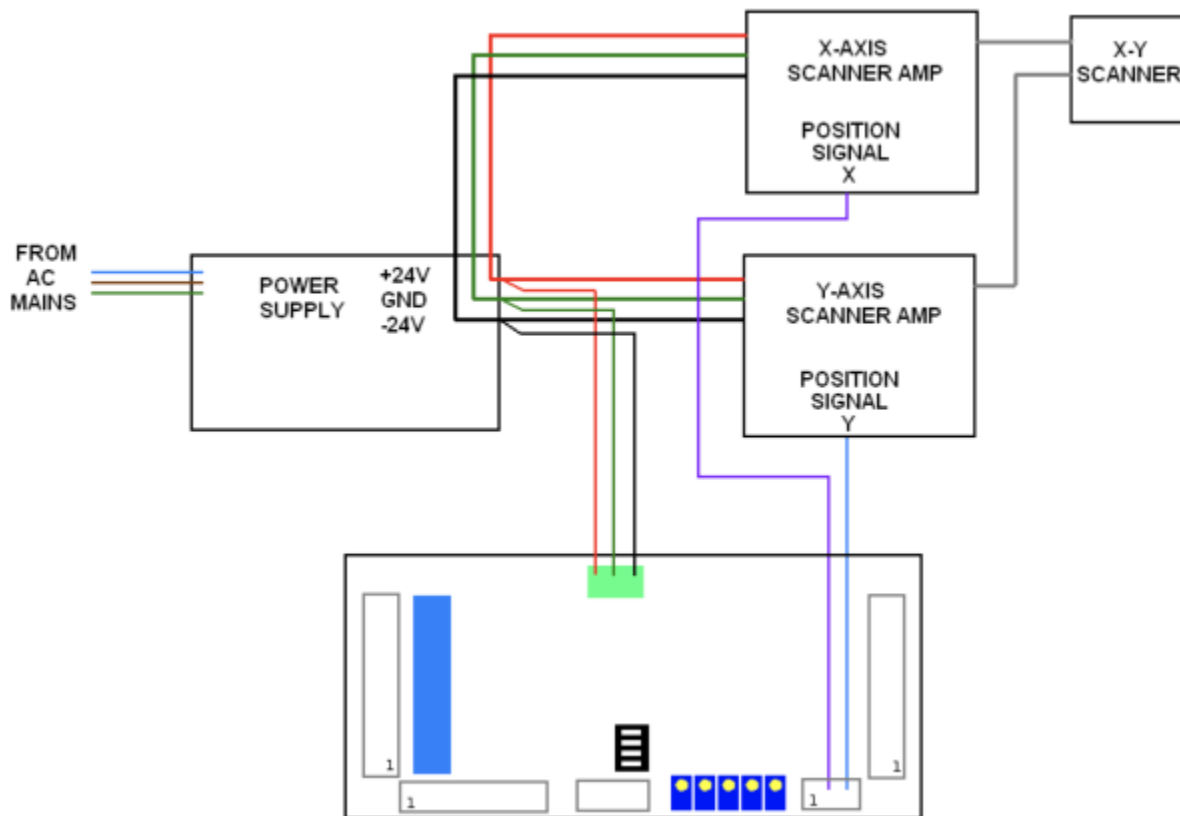 X-AXIS
SCANNER AMP
POSITION
SIGNAL
X
X-Y
SCANNER
FROM
AC
MAINS
POWER
SUPPLY
+24V
GND
-24V
Y-AXIS
SCANNER AMP
POSITION
SIGNAL
Y
1
1
1
1